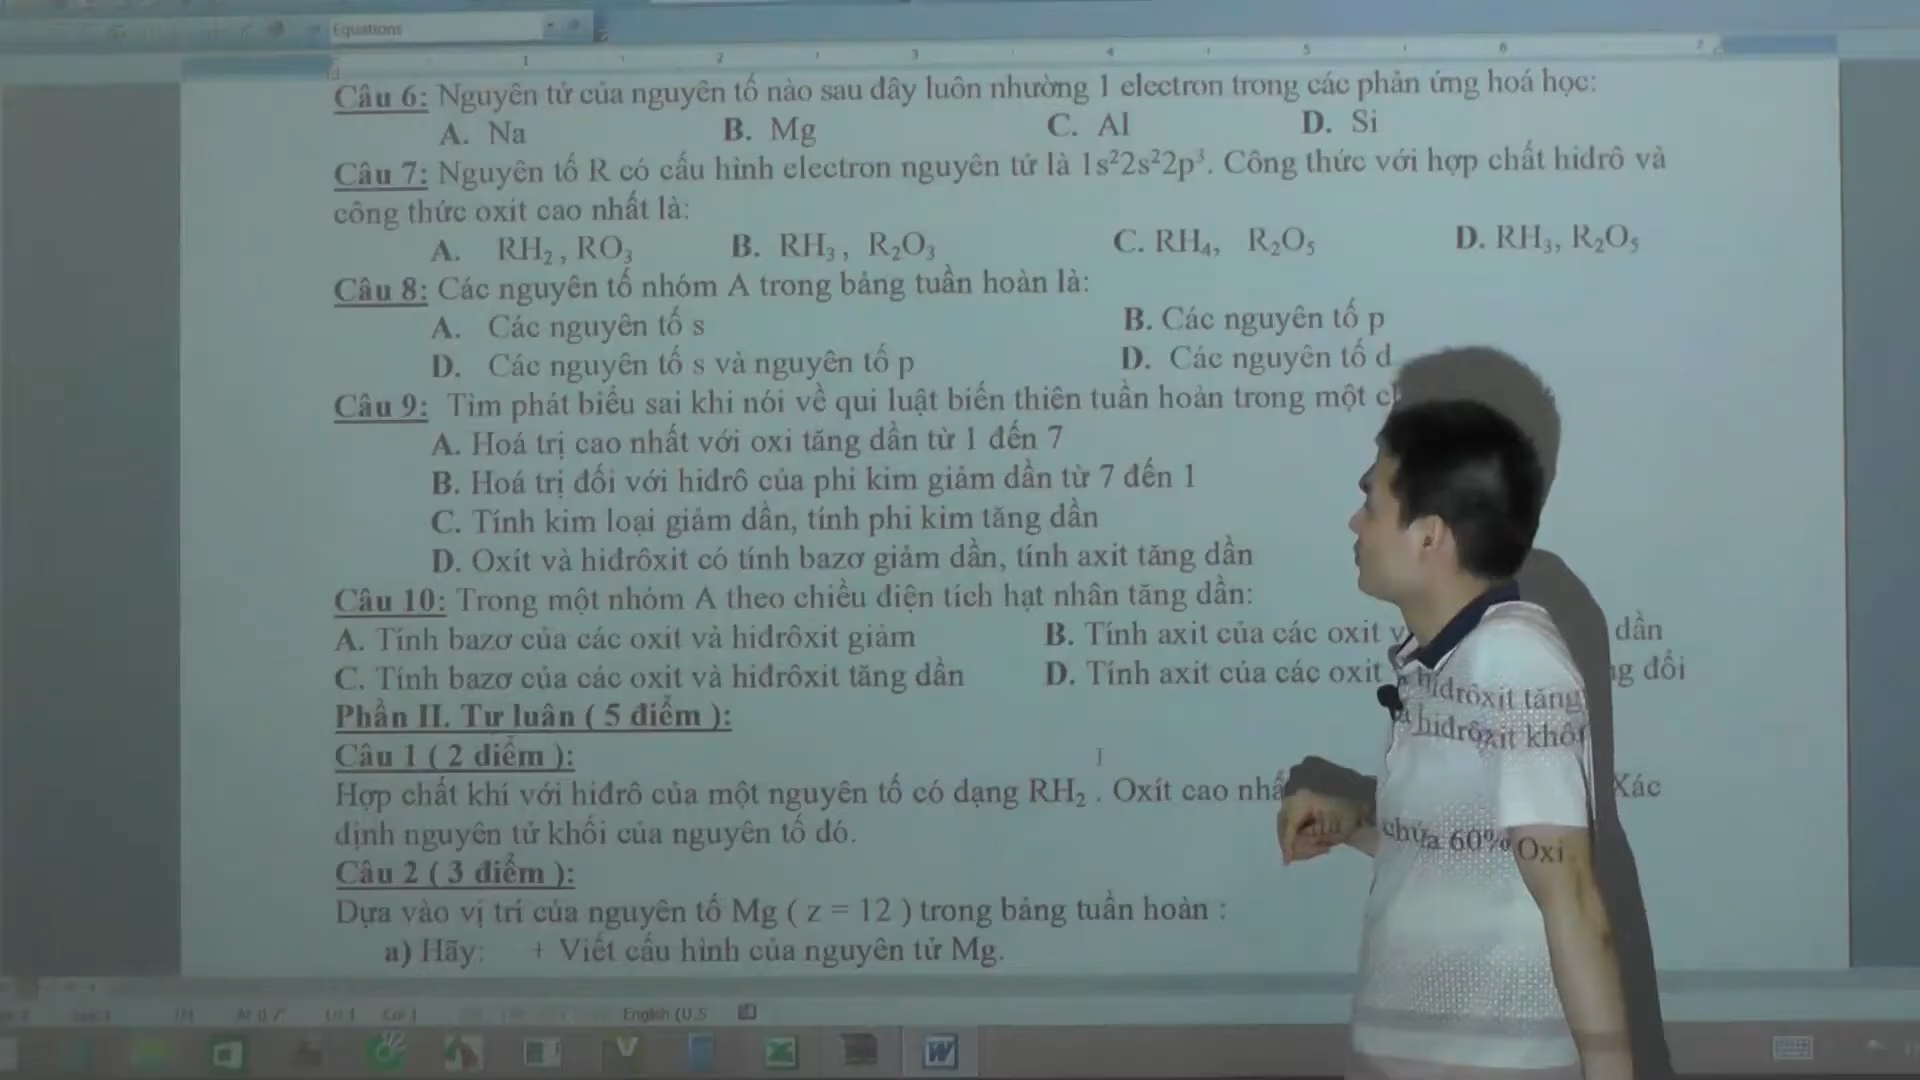 Equations
1 2 3 4 5 6 7
Câu 6: Nguyên tử của nguyên tố nào sau đây luôn nhường 1 electron trong các phản ứng hoá học:
A. Na B. Mg C. Al D. Si
Câu 7: Nguyên tố R có cấu hình electron nguyên tử là 1s²2s²2p³. Công thức với hợp chất hidrô và
công thức oxit cao nhất là:
A. RH₂ , RO₃ B. RH₃ , R₂O₃ C. RH₄, R₂O₅ D. RH₃, R₂O₅
Câu 8: Các nguyên tố nhóm A trong bảng tuần hoàn là:
A. Các nguyên tố s B. Các nguyên tố p
D. Các nguyên tố s và nguyên tố p D. Các nguyên tố d
Câu 9: Tìm phát biểu sai khi nói về qui luật biến thiên tuần hoàn trong một
A. Hoá trị cao nhất với oxi tăng dần từ 1 đến 7
B. Hoá trị đối với hiđrô của phi kim giảm dần từ 7 đến 1
C. Tính kim loại giảm dần, tính phi kim tăng dần
D. Oxít và hiđrôxit có tính bazơ giảm dần, tính axit tăng dần
Câu 10: Trong một nhóm A theo chiều điện tích hạt nhân tăng dần:
A. Tính bazơ của các oxit và hiđrôxit giảm B. Tính axit của các oxit hiđrôxit tăng dần
C. Tính bazơ của các oxit và hiđrôxit tăng dần D. Tính axit của các oxit hiđrôxit đổi
Phần II. Tự luân ( 5 điểm ):
Câu 1 ( 2 điểm ):
Hợp chất khí với hiđrô của một nguyên tố có dạng RH₂ . Oxít cao chứa 60% Oxi Xác
định nguyên tử khối của nguyên tố đó.
Câu 2 ( 3 điểm ):
Dựa vào vị trí của nguyên tố Mg ( z = 12 ) trong bảng tuần hoàn :
a) Hãy: + Viết cấu hình của nguyên tử Mg.
English (U.S